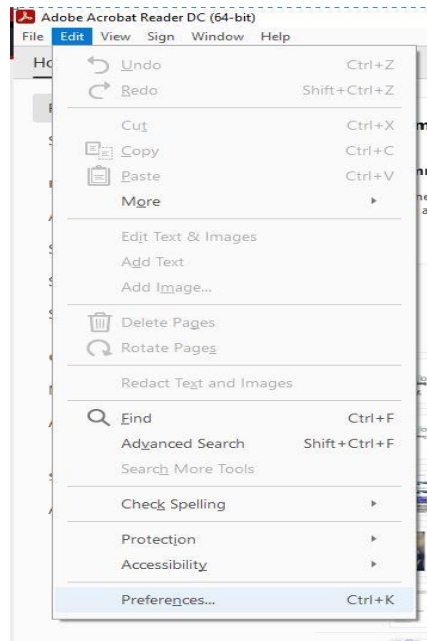 Adobe Acrobat Reader DC (64-bit)
File Edit View Sign Window Help
Undo Ctrl+Z
Redo Shift+Ctrl+Z
Cut Ctrl+X
Copy Ctrl+C
Paste Ctrl+V
More
Edit Text & Images
Add Text
Add Image...
Delete Pages
Rotate Pages
Redact Text and Images
Find Ctrl+F
Advanced Search Shift+Ctrl+F
Search More Tools
Check Spelling
Protection
Accessibility
Preferences... Ctrl+K